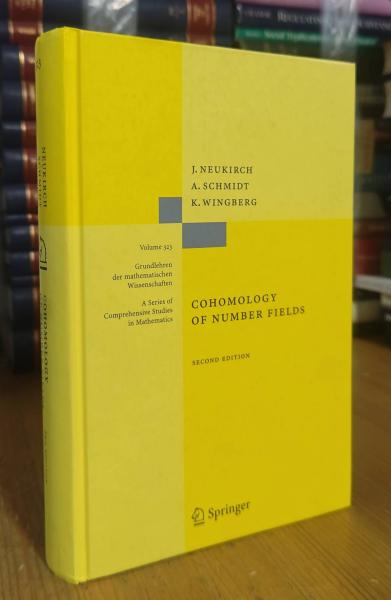 J. NEUKIRCH
A. SCHMIDT
K. WINGBERG
Volume 323
Grundlehren
der mathematischen
Wissenschaften
A Series of
Comprehensive Studies
in Mathematics
COHOMOLOGY
OF NUMBER FIELDS
SECOND EDITION
Springer
NEUKIRCH
COHOMOLOGY